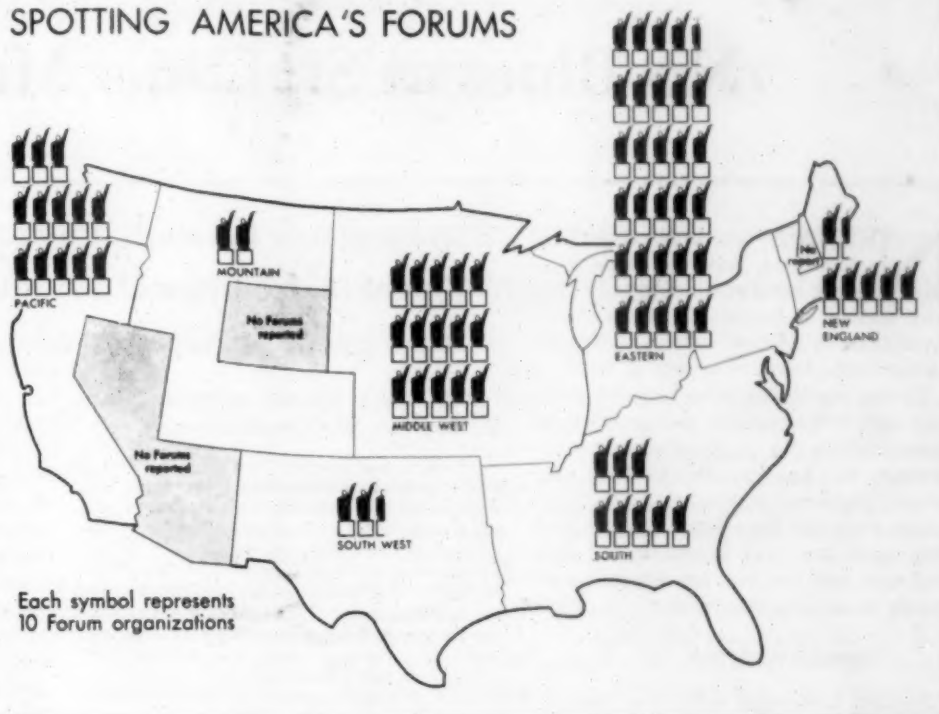 SPOTTING AMERICA'S FORUMS
PACIFIC
MOUNTAIN
No Forums
reported
No Forums
reported
MIDDLE WEST
EASTERN
No
NEW
ENGLAND
SOUTH WEST
SOUTH
Each symbol represents
10 Forum organizations